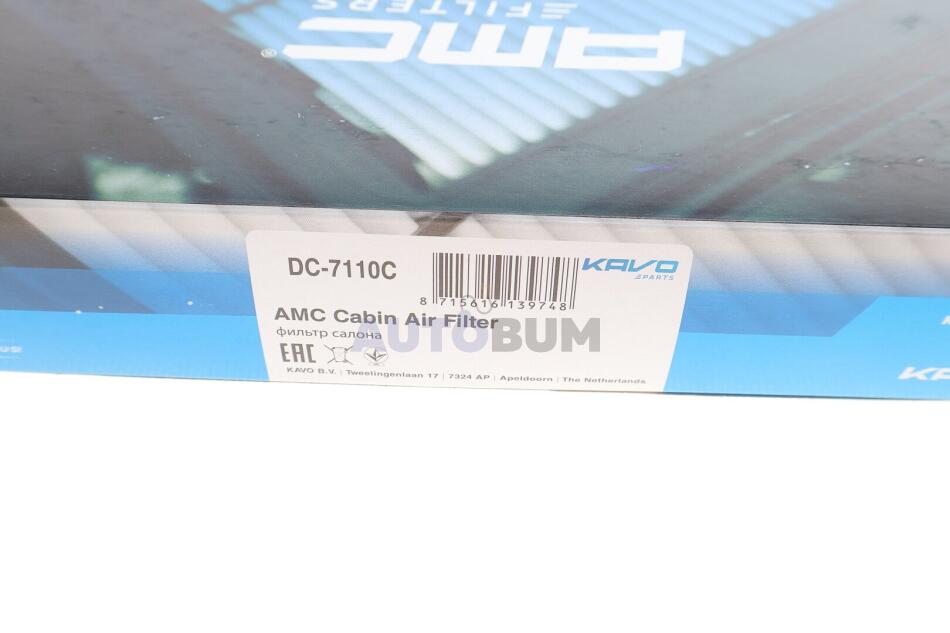 AMC
FILTERS
DC-7110C
8 715616 139748
KAVO
PARTS
AMC Cabin Air Filter
фильтр салона
AUTOBUM
EAC
KAVO B.V. | Tweelingenlaan 17 | 7324 AP | Apeldoorn | The Netherlands